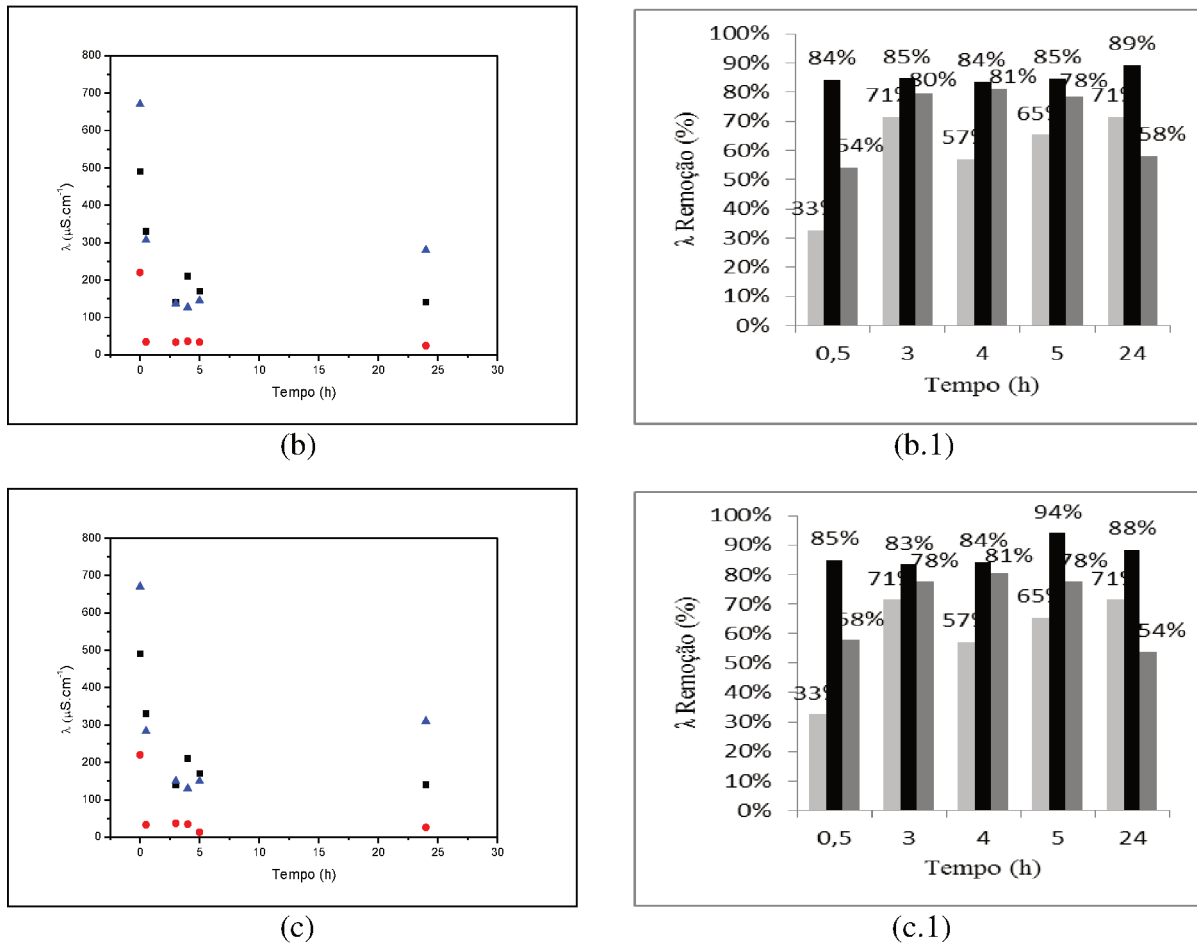 800
700
600
500
400
300
200
100
0
λ (µS.cm⁻¹)
0 5 10 15 20 25 30
Tempo (h)
(b)
100%
90%
80%
70%
60%
50%
40%
30%
20%
10%
0%
λ Remoção (%)
84% 85% 84% 85% 89%
33% 54% 71% 80% 57% 81% 65% 78% 71% 58%
0,5 3 4 5 24
Tempo (h)
(b.1)
800
700
600
500
400
300
200
100
0
λ (µS.cm⁻¹)
0 5 10 15 20 25 30
Tempo (h)
(c)
100%
90%
80%
70%
60%
50%
40%
30%
20%
10%
0%
λ Remoção (%)
85% 83% 84% 94% 88%
33% 58% 71% 78% 57% 81% 65% 78% 71% 54%
0,5 3 4 5 24
Tempo (h)
(c.1)